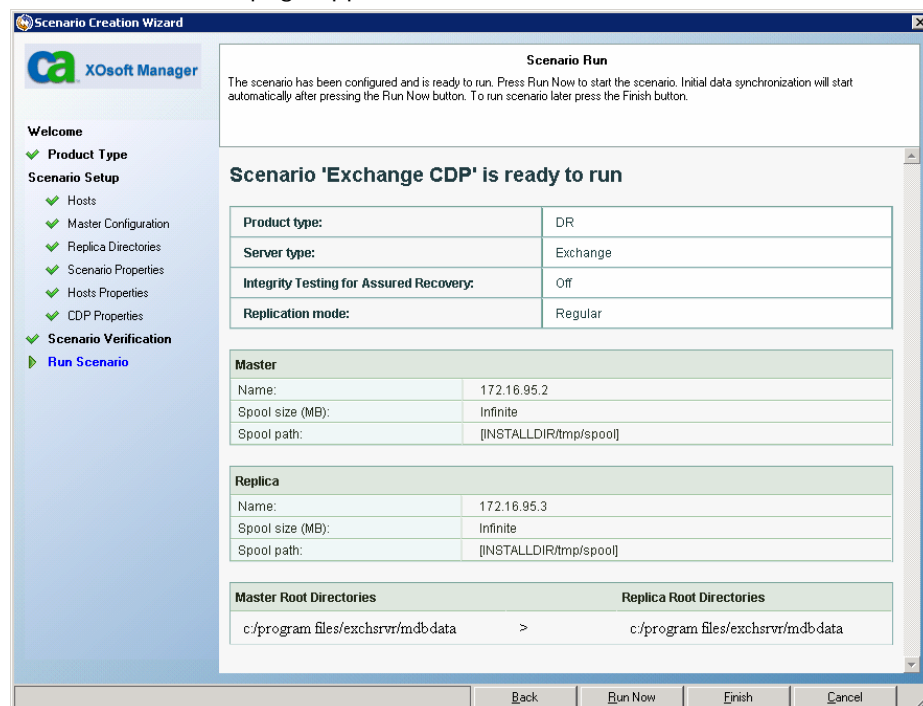 Scenario Creation Wizard
ca XOsoft Manager
Welcome
Product Type
Scenario Setup
Hosts
Master Configuration
Replica Directories
Scenario Properties
Hosts Properties
CDP Properties
Scenario Verification
Run Scenario
Scenario Run
The scenario has been configured and is ready to run. Press Run Now to start the scenario. Initial data synchronization will start
automatically after pressing the Run Now button. To run scenario later press the Finish button.
Scenario 'Exchange CDP' is ready to run
Product type: DR
Server type: Exchange
Integrity Testing for Assured Recovery: Off
Replication mode: Regular
Master
Name: 172.16.95.2
Spool size (MB): Infinite
Spool path: [INSTALLDIR/tmp/spool]
Replica
Name: 172.16.95.3
Spool size (MB): Infinite
Spool path: [INSTALLDIR/tmp/spool]
Master Root Directories Replica Root Directories
c:/program files/exchsrvr/mdbdata > c:/program files/exchsrvr/mdbdata
Back Run Now Finish Cancel